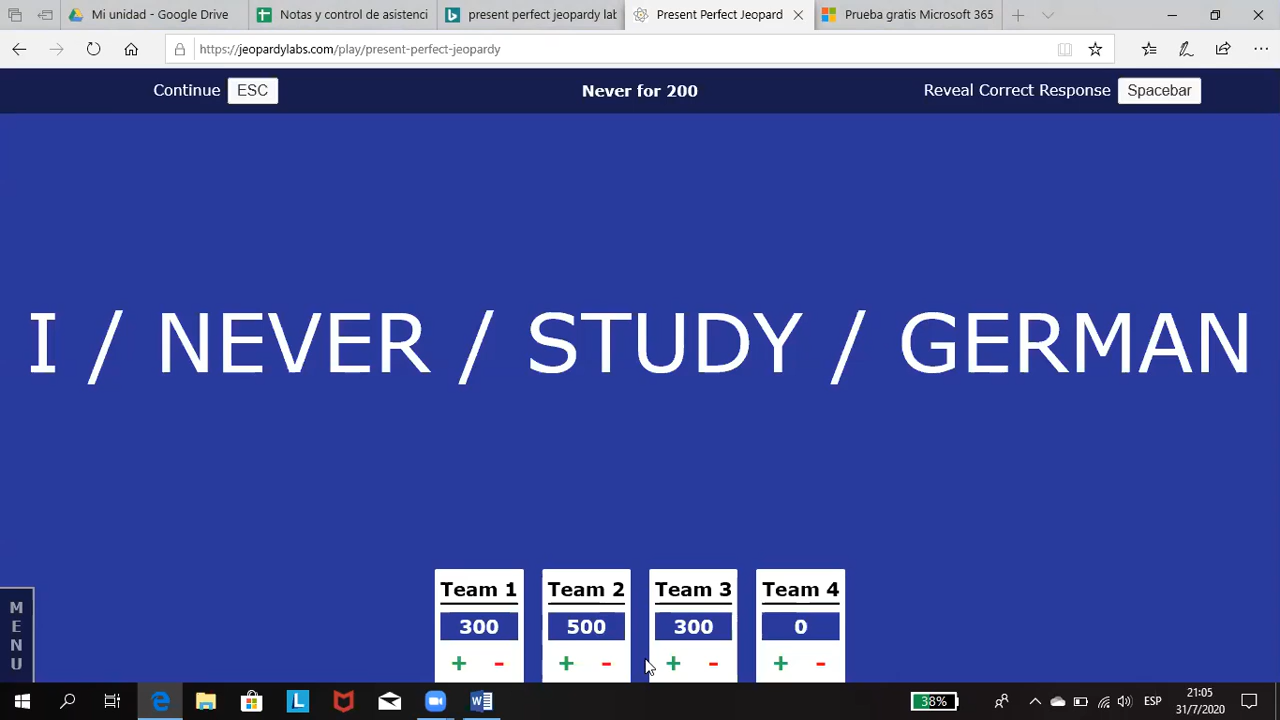 Mi unidad - Google Drive
Notas y control de asistenci
present perfect jeopardy lab
Present Perfect Jeopard
Prueba gratis Microsoft 365
https://jeopardylabs.com/play/present-perfect-jeopardy
Continue ESC
Never for 200
Reveal Correct Response Spacebar
I / NEVER / STUDY / GERMAN
Team 1 Team 2 Team 3 Team 4
300 500 300 0
+ - + - + - + -
MENU
38%
ESP
21:05
31/7/2020